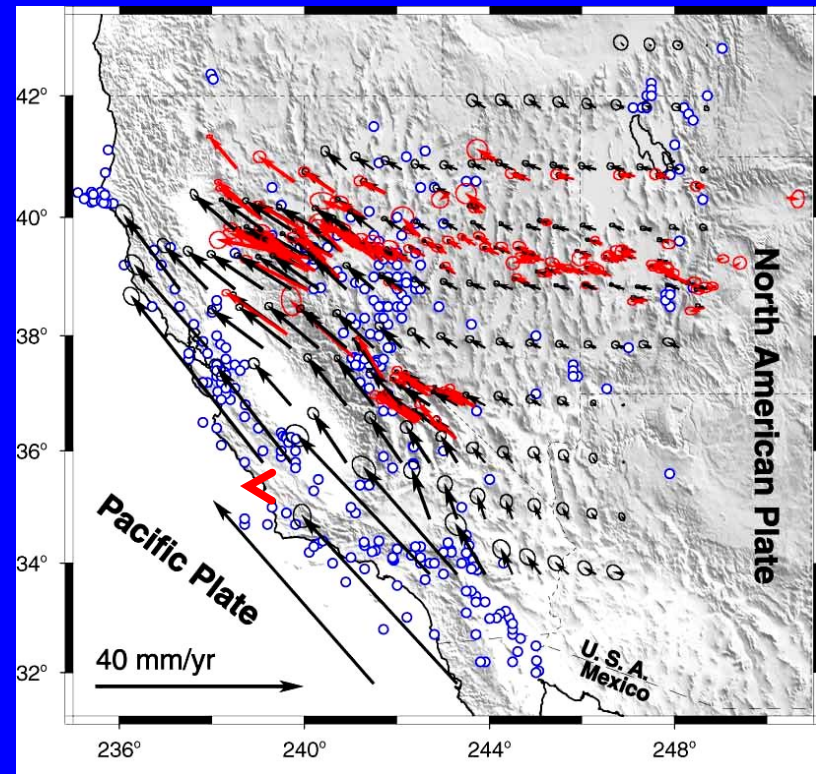 42°
40°
38°
36°
34°
32°
North American Plate
Pacific Plate
<
40 mm/yr
U. S. A.
Mexico
236°
240°
244°
248°